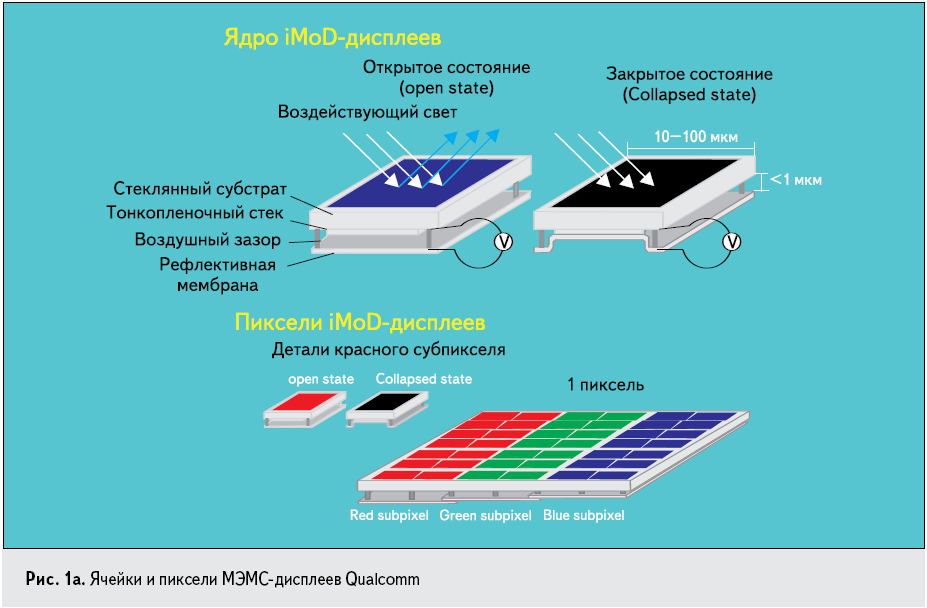 Ядро iMoD-дисплеев
Открытое состояние
(open state)
Воздействующий свет
Закрытое состояние
(Collapsed state)
10—100 мкм
<1 мкм
Стеклянный субстрат
Тонкопленочный стек
Воздушный зазор
Рефлективная
мембрана
V
V
Пиксели iMoD-дисплеев
Детали красного субпикселя
open state
Collapsed state
1 пиксель
Red subpixel
Green subpixel
Blue subpixel
Рис. 1а. Ячейки и пиксели МЭМС-дисплеев Qualcomm